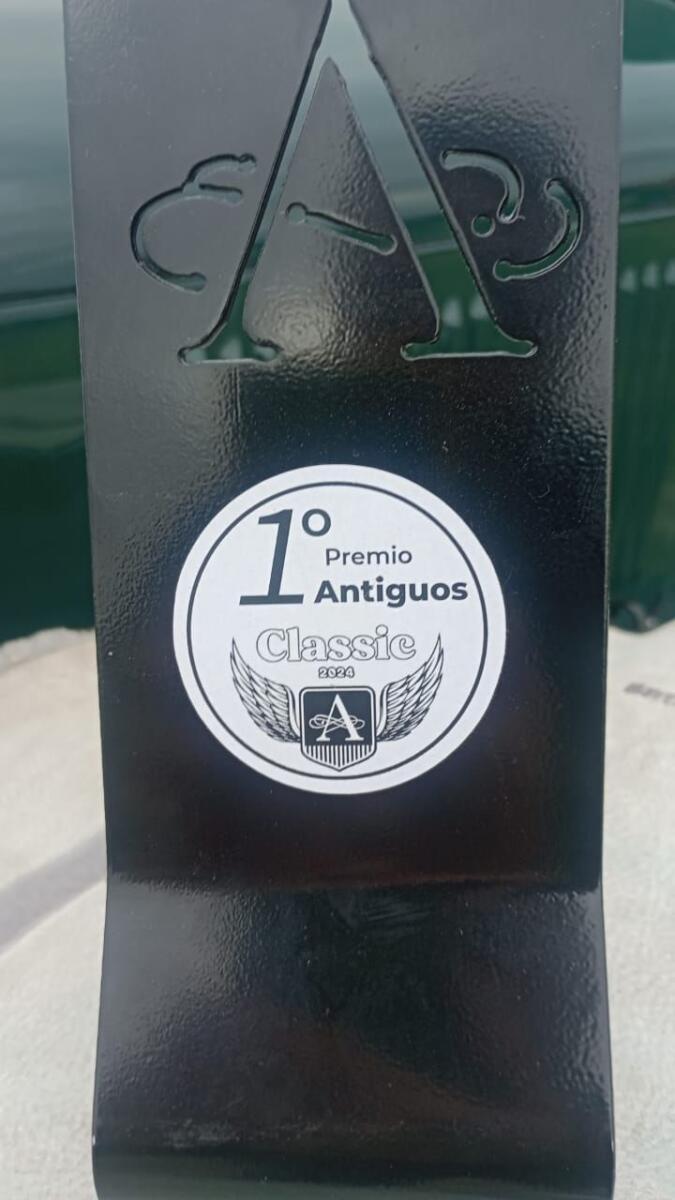 A
1º
Premio
Antiguos
Classic
2024
A